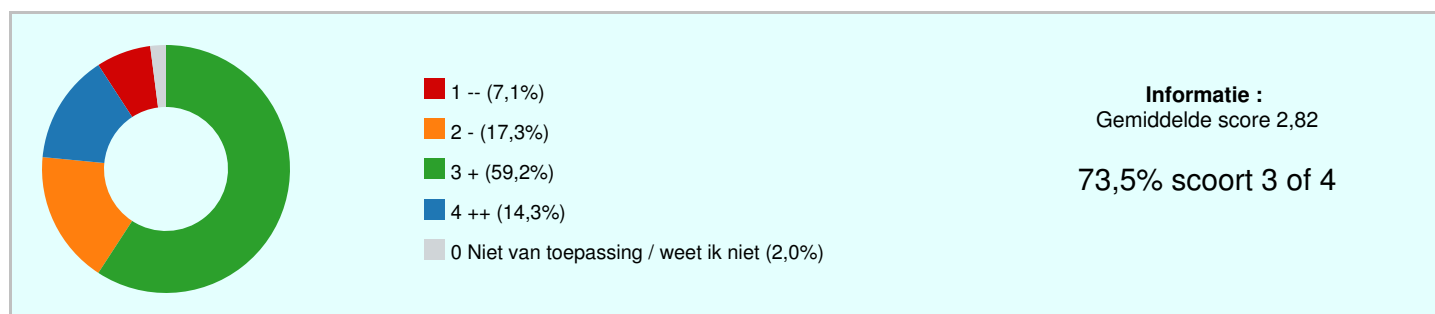 1 -- (7,1%)
2 - (17,3%)
3 + (59,2%)
4 ++ (14,3%)
0 Niet van toepassing / weet ik niet (2,0%)
Informatie :
Gemiddelde score 2,82
73,5% scoort 3 of 4